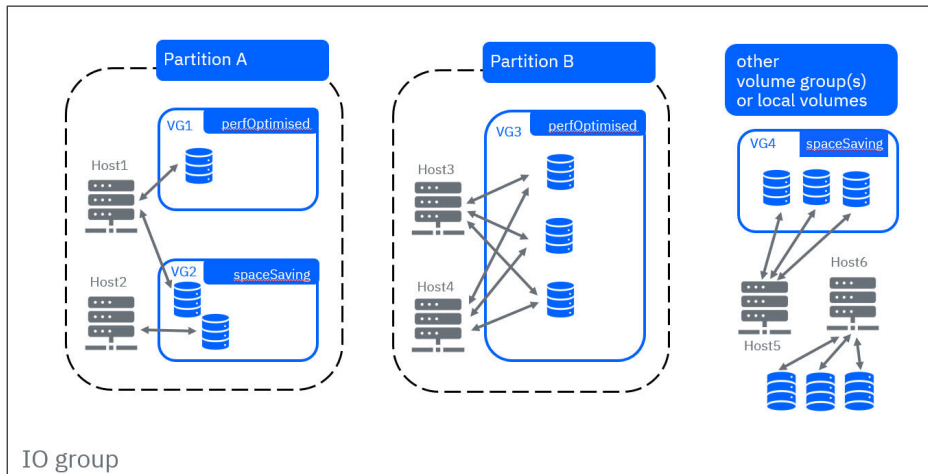 Partition A
VG1
perfOptimised
Host1
Host2
VG2
spaceSaving
Partition B
VG3
perfOptimised
Host3
Host4
other
volume group(s)
or local volumes
VG4
spaceSaving
Host6
Host5
IO group